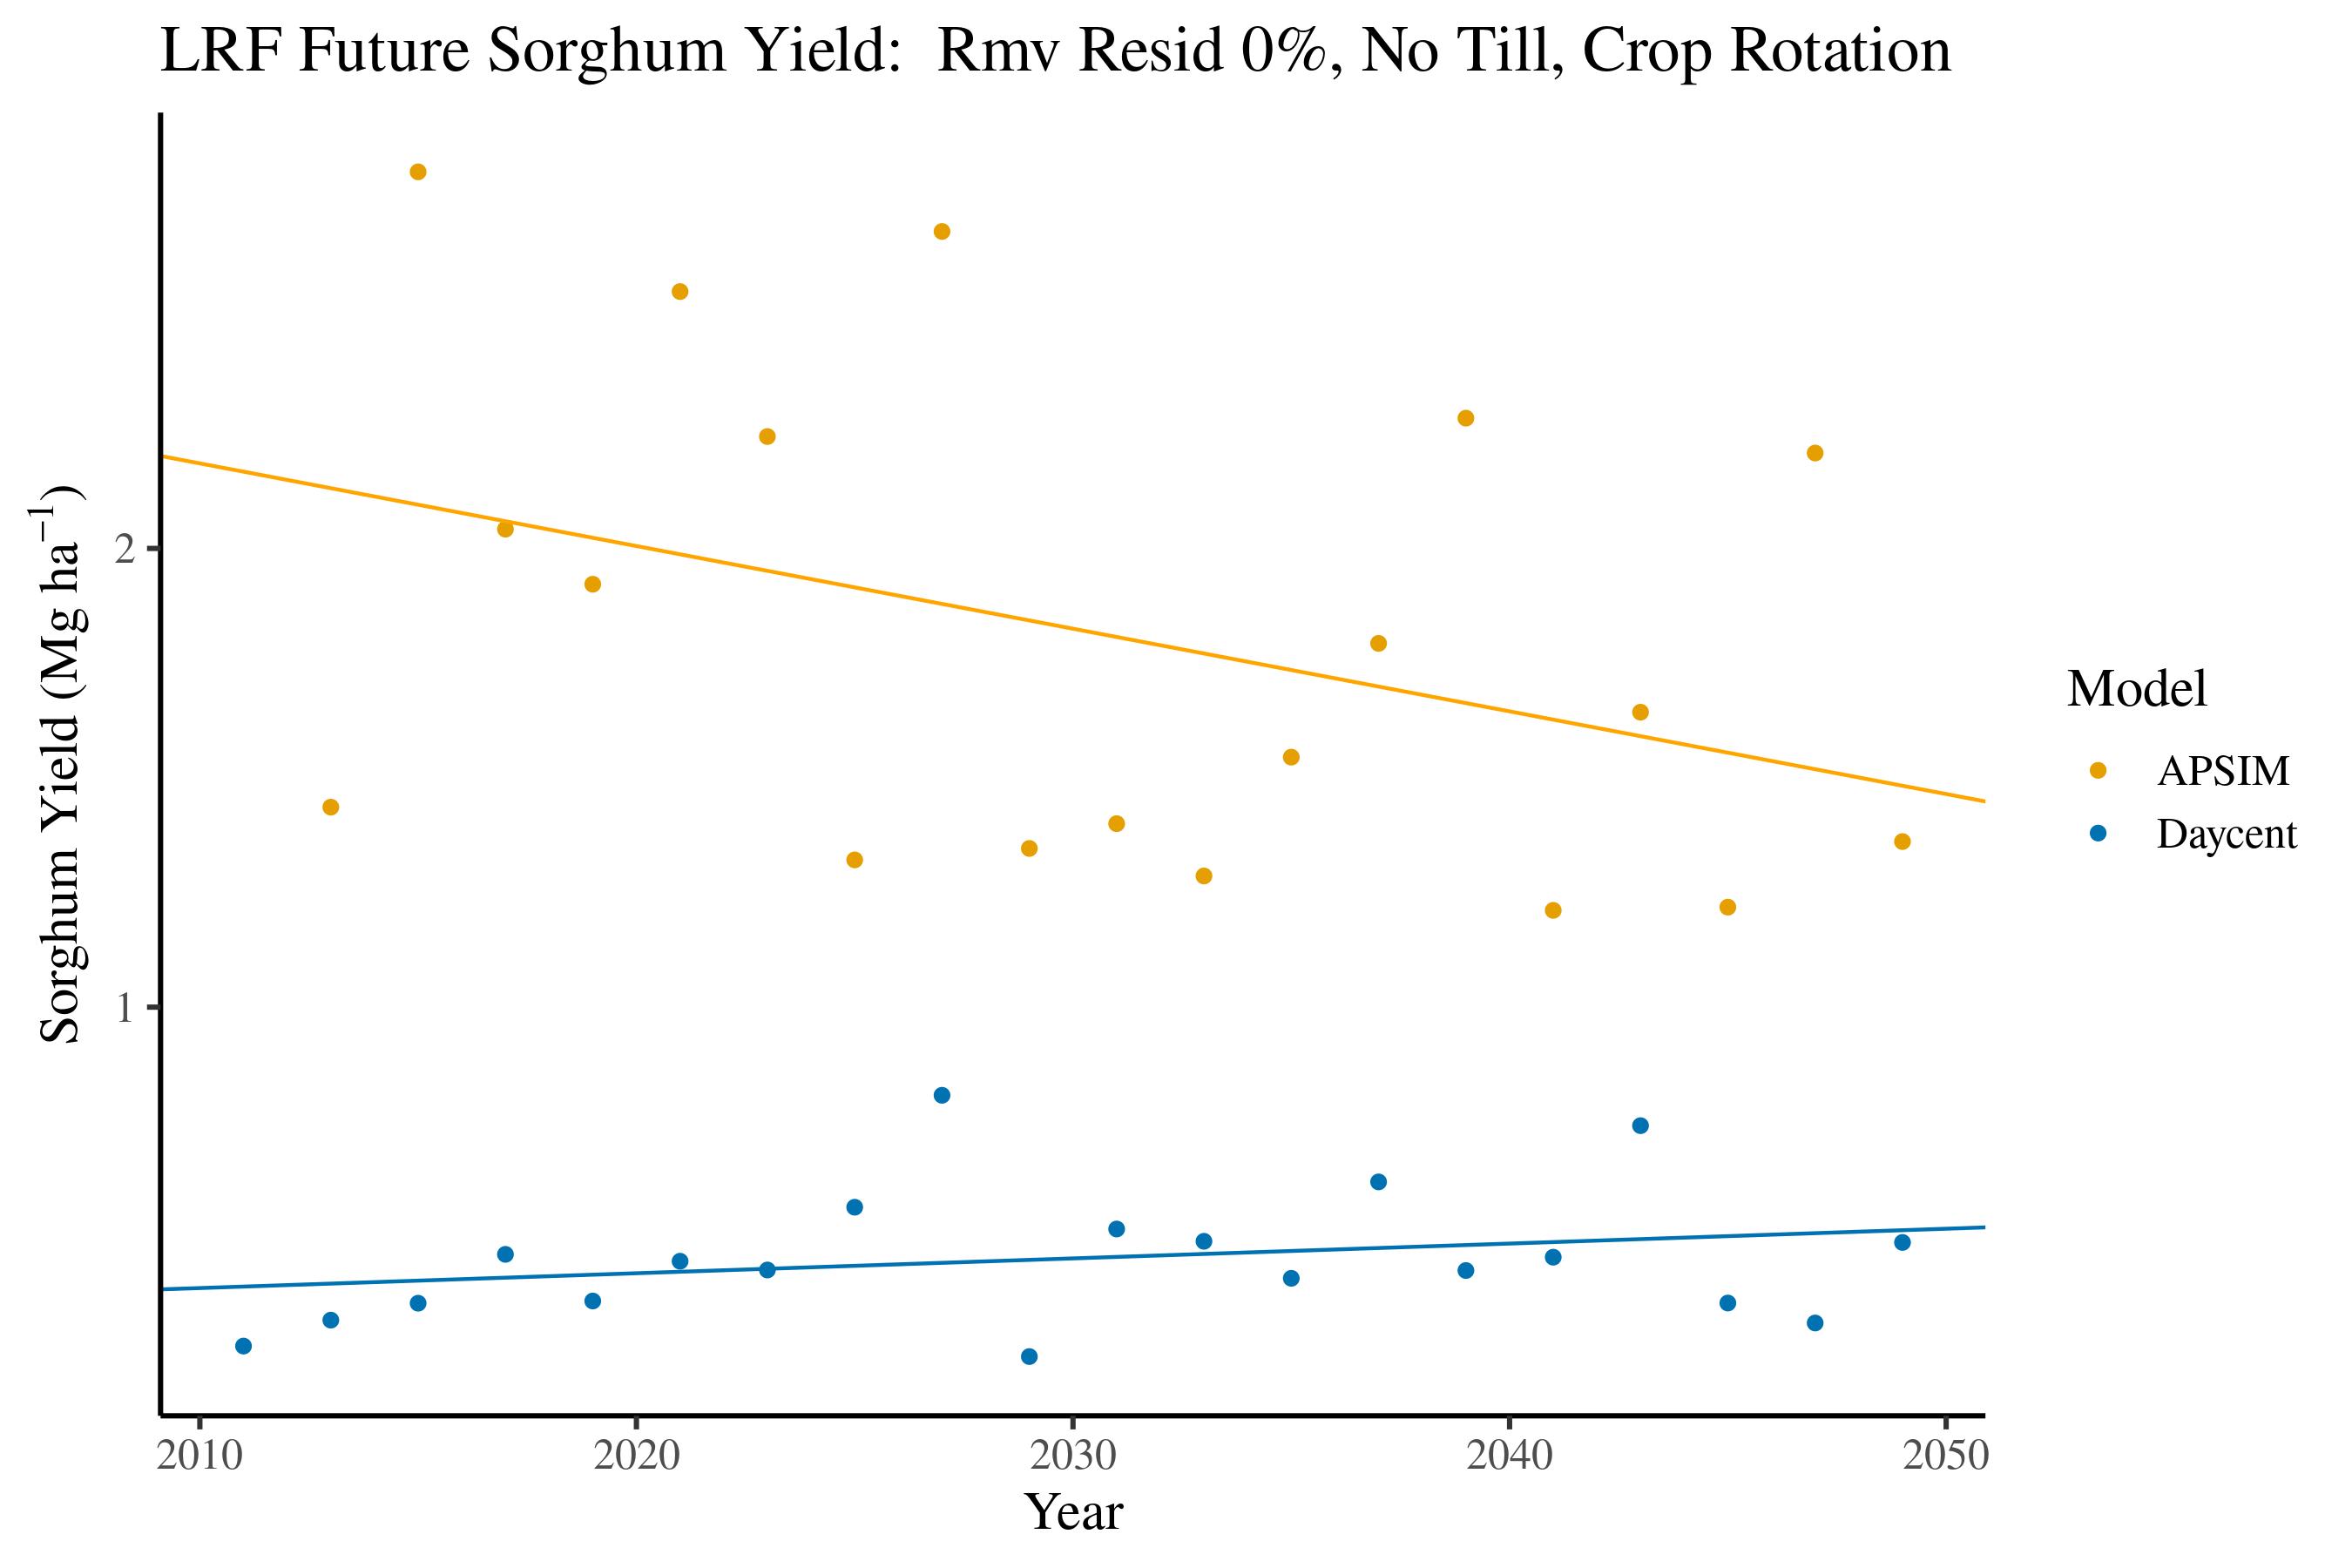 LRF Future Sorghum Yield:  Rmv Resid 0%, No Till, Crop Rotation
Sorghum Yield (Mg ha⁻¹)
2
1
2010 2020 2030 2040 2050
Year
Model
APSIM
Daycent